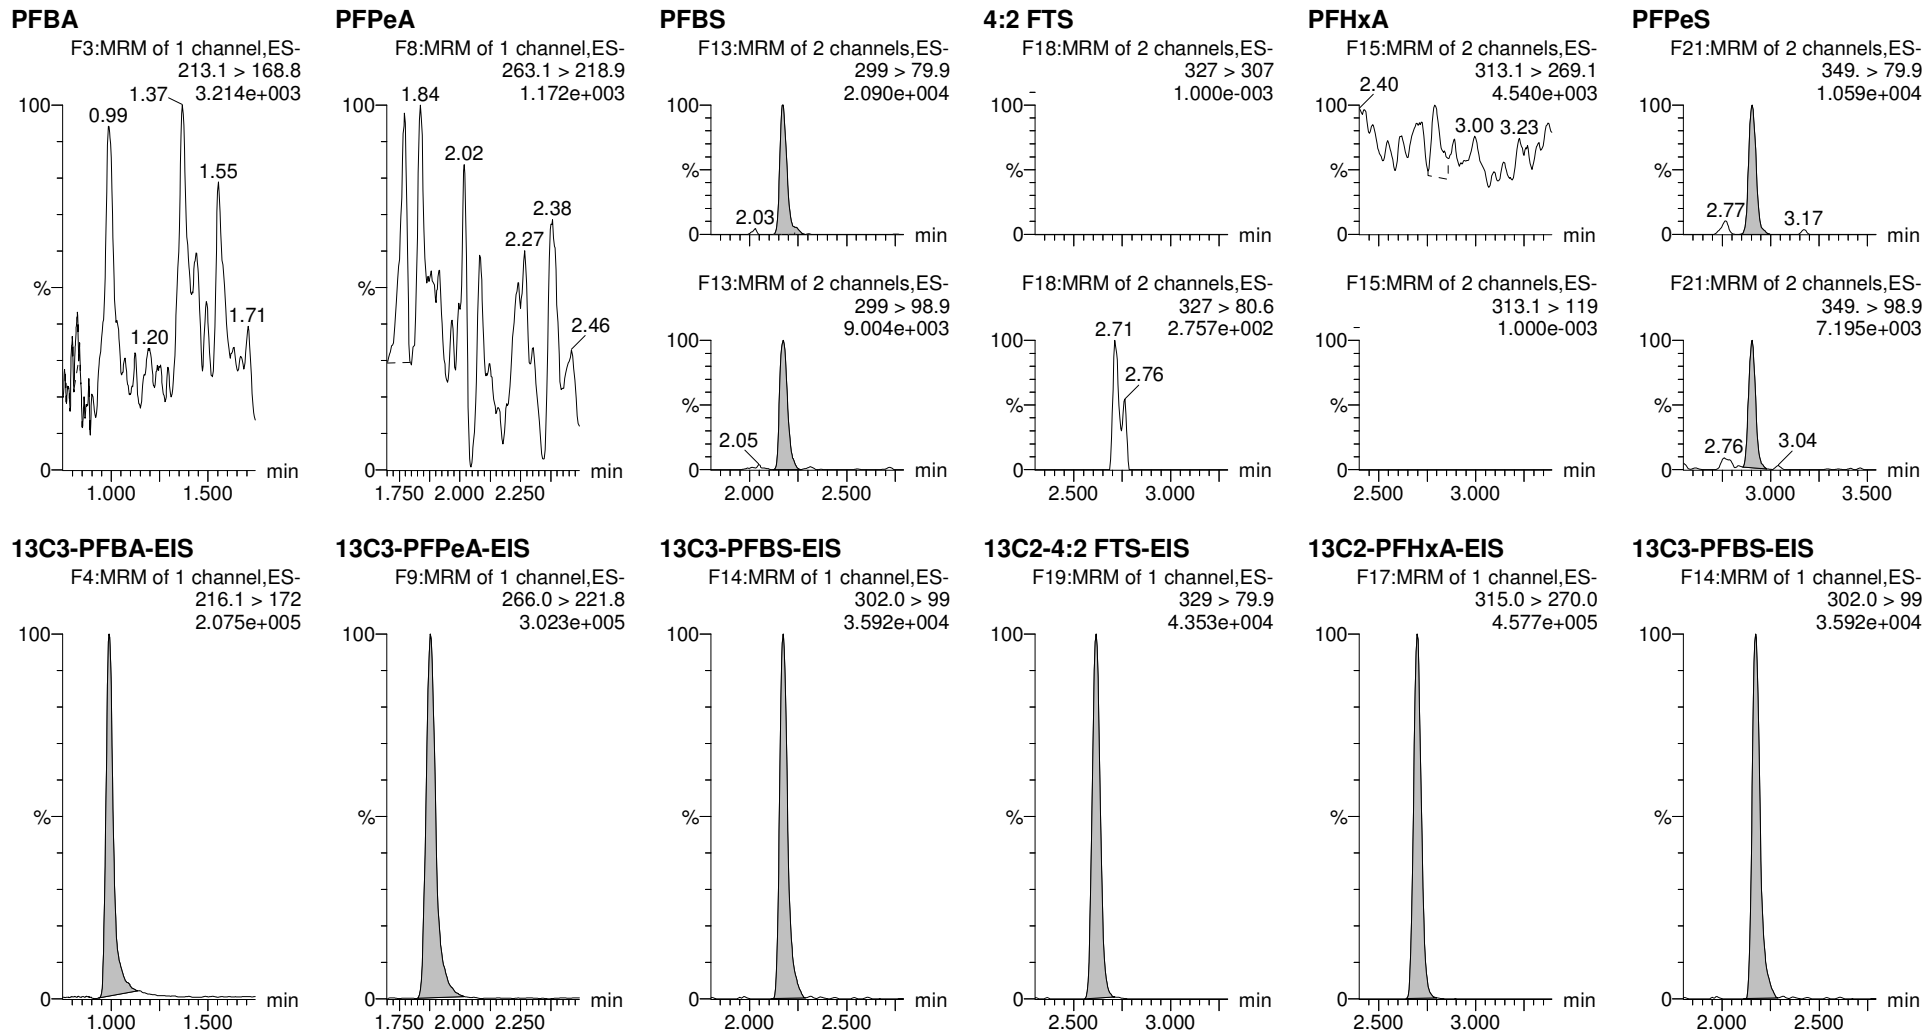 PFBA
F3:MRM of 1 channel,ES-
213.1 > 168.8
3.214e+003
100
%
0
0.99
1.37
1.20
1.55
1.71
min
1.000 1.500
PFPeA
F8:MRM of 1 channel,ES-
263.1 > 218.9
1.172e+003
100
%
0
1.84
2.02
2.27
2.38
2.46
min
1.750 2.000 2.250
PFBS
F13:MRM of 2 channels,ES-
299 > 79.9
2.090e+004
100
%
0
2.03
min
F13:MRM of 2 channels,ES-
299 > 98.9
9.004e+003
100
%
0
2.05
min
2.000 2.500
4:2 FTS
F18:MRM of 2 channels,ES-
327 > 307
1.000e-003
100
%
0
min
F18:MRM of 2 channels,ES-
327 > 80.6
2.757e+002
100
%
0
2.71
2.76
min
2.500 3.000
PFHxA
F15:MRM of 2 channels,ES-
313.1 > 269.1
4.540e+003
100
%
0
2.40
3.00 3.23
min
F15:MRM of 2 channels,ES-
313.1 > 119
1.000e-003
100
%
0
min
2.500 3.000
PFPeS
F21:MRM of 2 channels,ES-
349. > 79.9
1.059e+004
100
%
0
2.77
3.17
min
F21:MRM of 2 channels,ES-
349. > 98.9
7.195e+003
100
%
0
2.76
3.04
min
3.000 3.500
13C3-PFBA-EIS
F4:MRM of 1 channel,ES-
216.1 > 172
2.075e+005
100
%
0
min
1.000 1.500
13C3-PFPeA-EIS
F9:MRM of 1 channel,ES-
266.0 > 221.8
3.023e+005
100
%
0
min
1.750 2.000 2.250
13C3-PFBS-EIS
F14:MRM of 1 channel,ES-
302.0 > 99
3.592e+004
100
%
0
min
2.000 2.500
13C2-4:2 FTS-EIS
F19:MRM of 1 channel,ES-
329 > 79.9
4.353e+004
100
%
0
min
2.500 3.000
13C2-PFHxA-EIS
F17:MRM of 1 channel,ES-
315.0 > 270.0
4.577e+005
100
%
0
min
2.500 3.000
13C3-PFBS-EIS
F14:MRM of 1 channel,ES-
302.0 > 99
3.592e+004
100
%
0
min
2.000 2.500